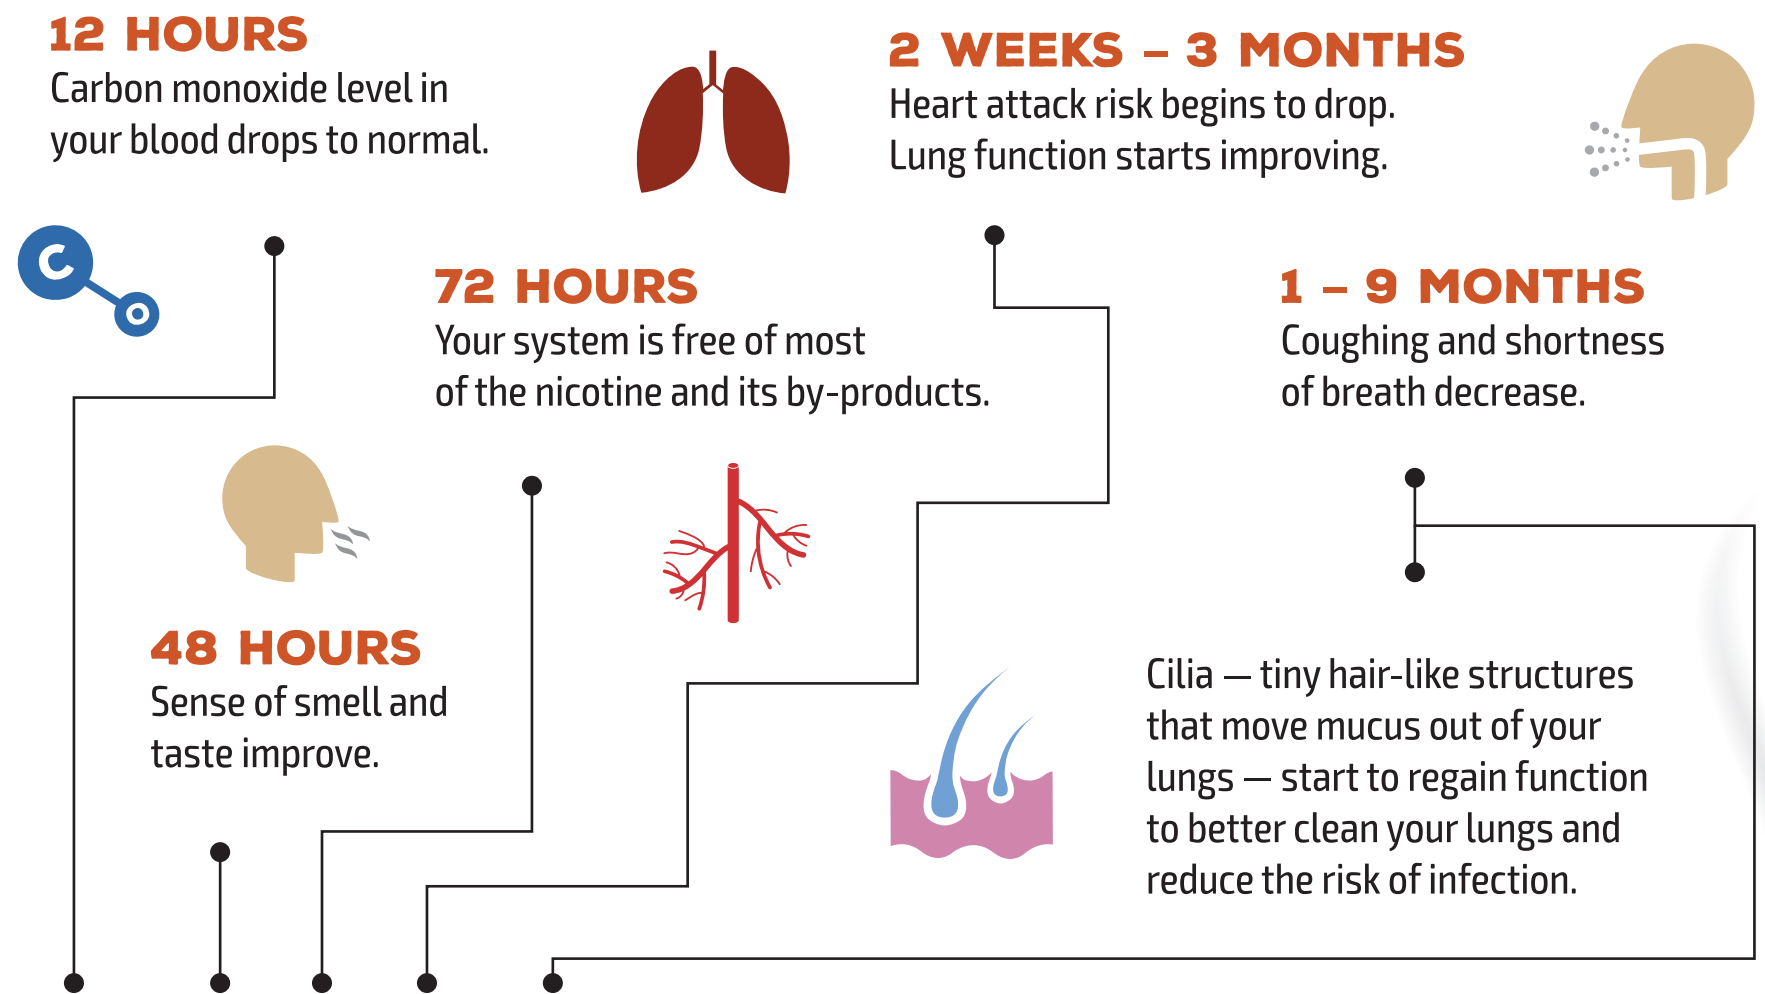 12 HOURS
Carbon monoxide level in
your blood drops to normal.
C
O
48 HOURS
Sense of smell and
taste improve.
72 HOURS
Your system is free of most
of the nicotine and its by-products.
2 WEEKS – 3 MONTHS
Heart attack risk begins to drop.
Lung function starts improving.
1 – 9 MONTHS
Coughing and shortness
of breath decrease.
Cilia — tiny hair-like structures
that move mucus out of your
lungs — start to regain function
to better clean your lungs and
reduce the risk of infection.